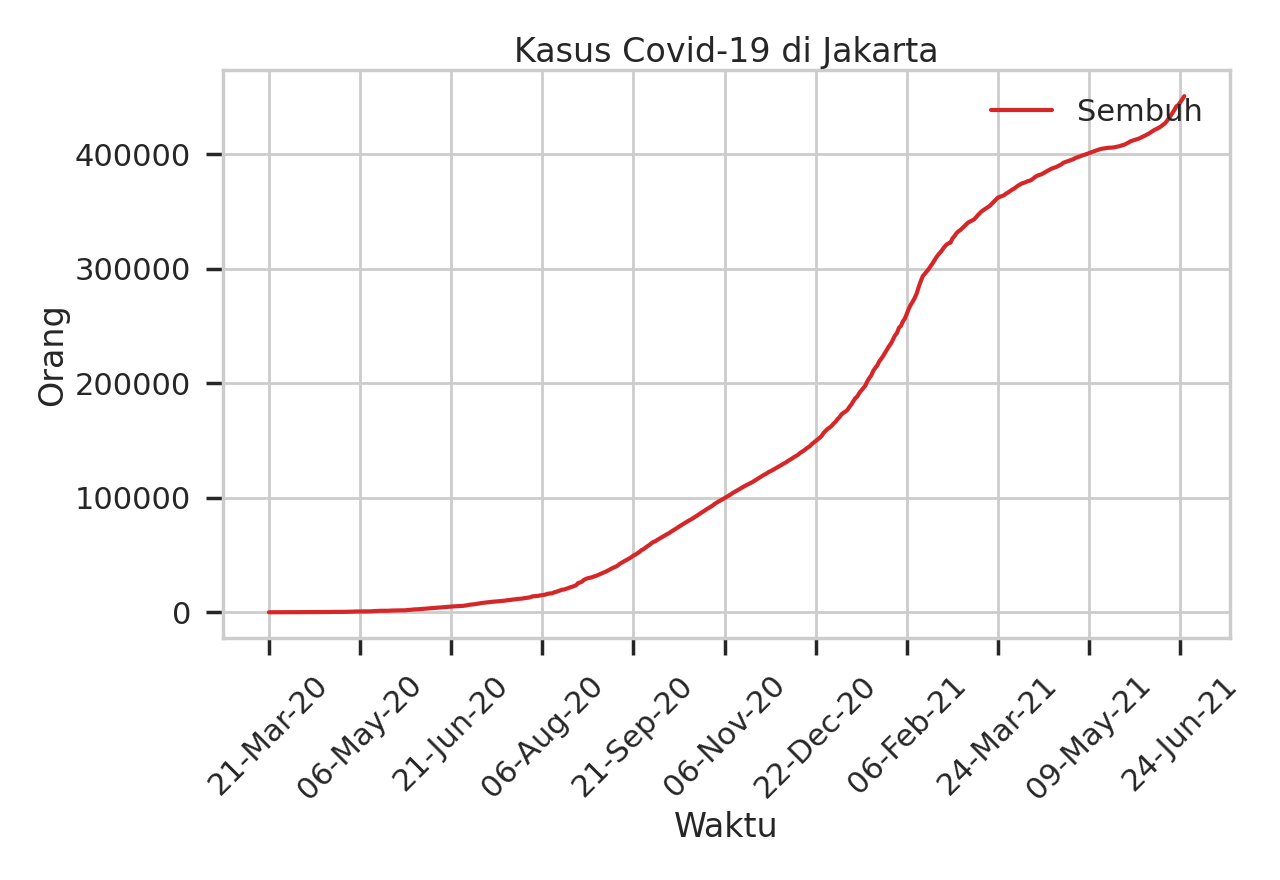 Kasus Covid-19 di Jakarta
Sembuh
400000
300000
200000
100000
0
Orang
21-Mar-20
06-May-20
21-Jun-20
06-Aug-20
21-Sep-20
06-Nov-20
22-Dec-20
06-Feb-21
24-Mar-21
09-May-21
24-Jun-21
Waktu